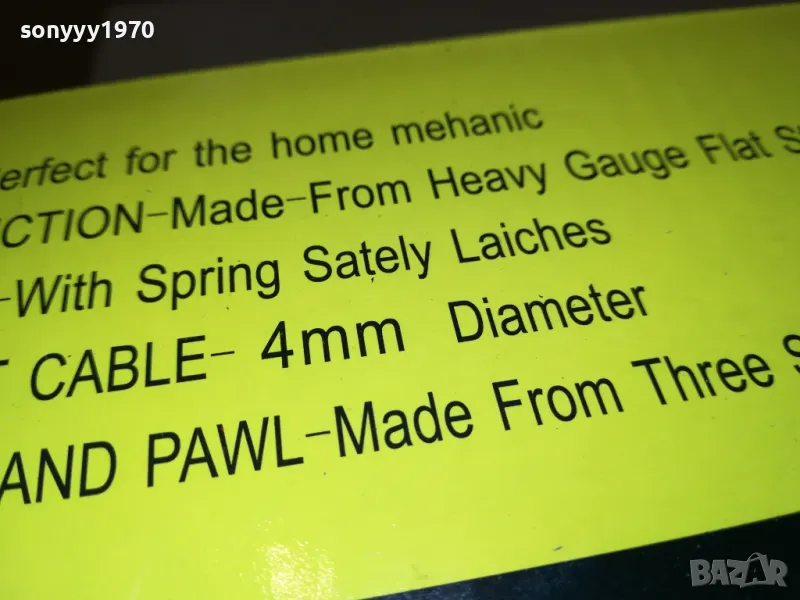 sonyyy1970
erfect for the home mehanic
CTION-Made-From Heavy Gauge Flat S
-With Spring Sately Laiches
CABLE- 4mm Diameter
AND PAWL-Made From Three S
BAZAR